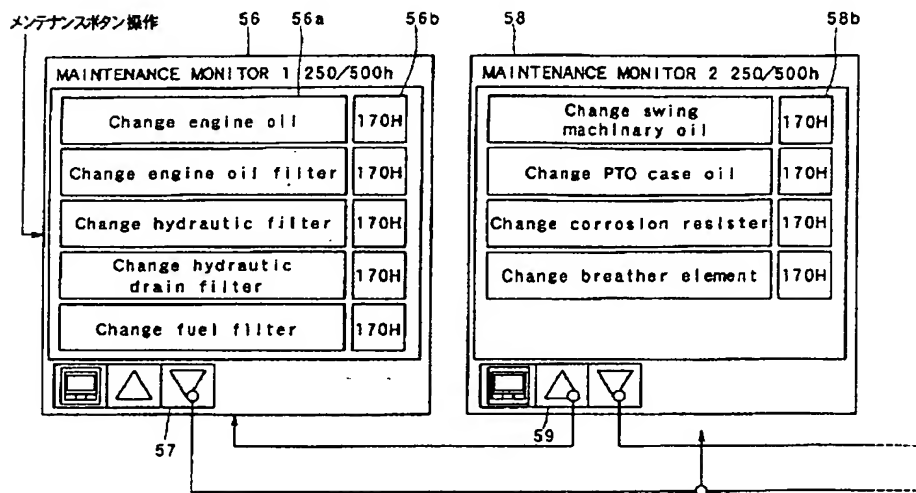 メンテナンスボタン操作
56
56a
56b
58
58b
MAINTENANCE MONITOR 1 250/500h
Change engine oil
170H
Change engine oil filter
170H
Change hydrautic filter
170H
Change hydrautic
drain filter
170H
Change fuel filter
170H
57
MAINTENANCE MONITOR 2 250/500h
Change swing
machinary oil
170H
Change PTO case oil
170H
Change corrosion resister
170H
Change breather element
170H
59